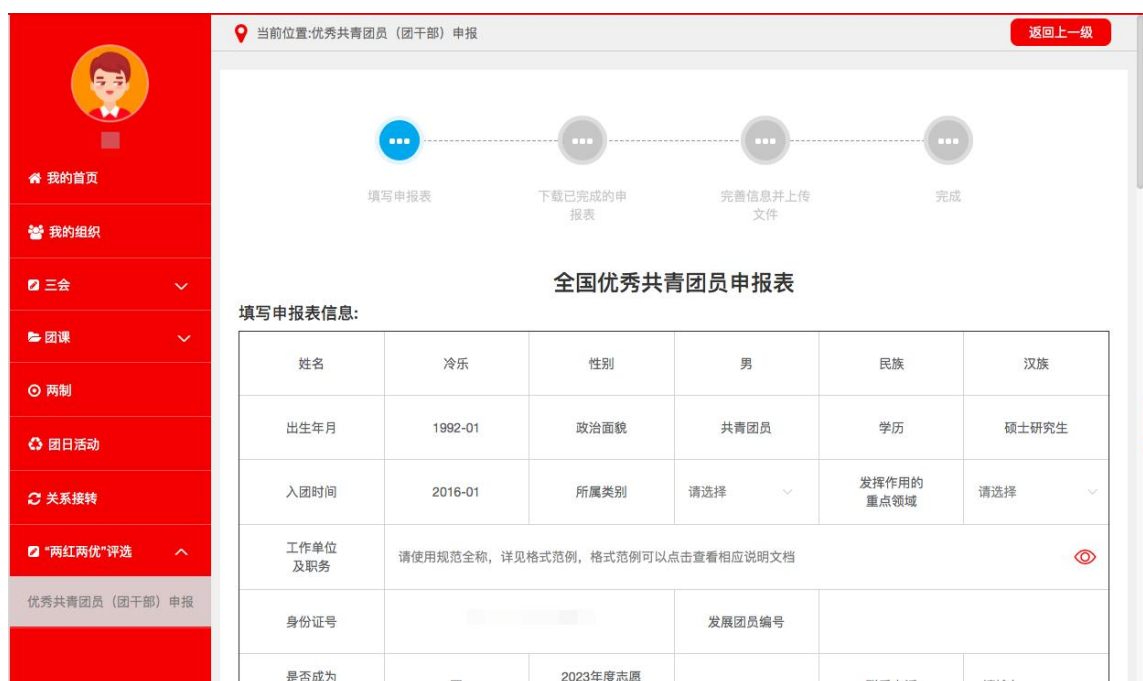 当前位置:优秀共青团员（团干部）申报
返回上一级
我的首页
我的组织
三会
团课
两制
团日活动
关系接转
“两红两优”评选
优秀共青团员（团干部）申报
填写申报表
下载已完成的申
报表
完善信息并上传
文件
完成
全国优秀共青团员申报表
填写申报表信息:
姓名 冷乐 性别 男 民族 汉族
出生年月 1992-01 政治面貌 共青团员 学历 硕士研究生
入团时间 2016-01 所属类别 请选择 发挥作用的
重点领域 请选择
工作单位
及职务 请使用规范全称，详见格式范例，格式范例可以点击查看相应说明文档
身份证号 发展团员编号
是否成为 2023年度志愿